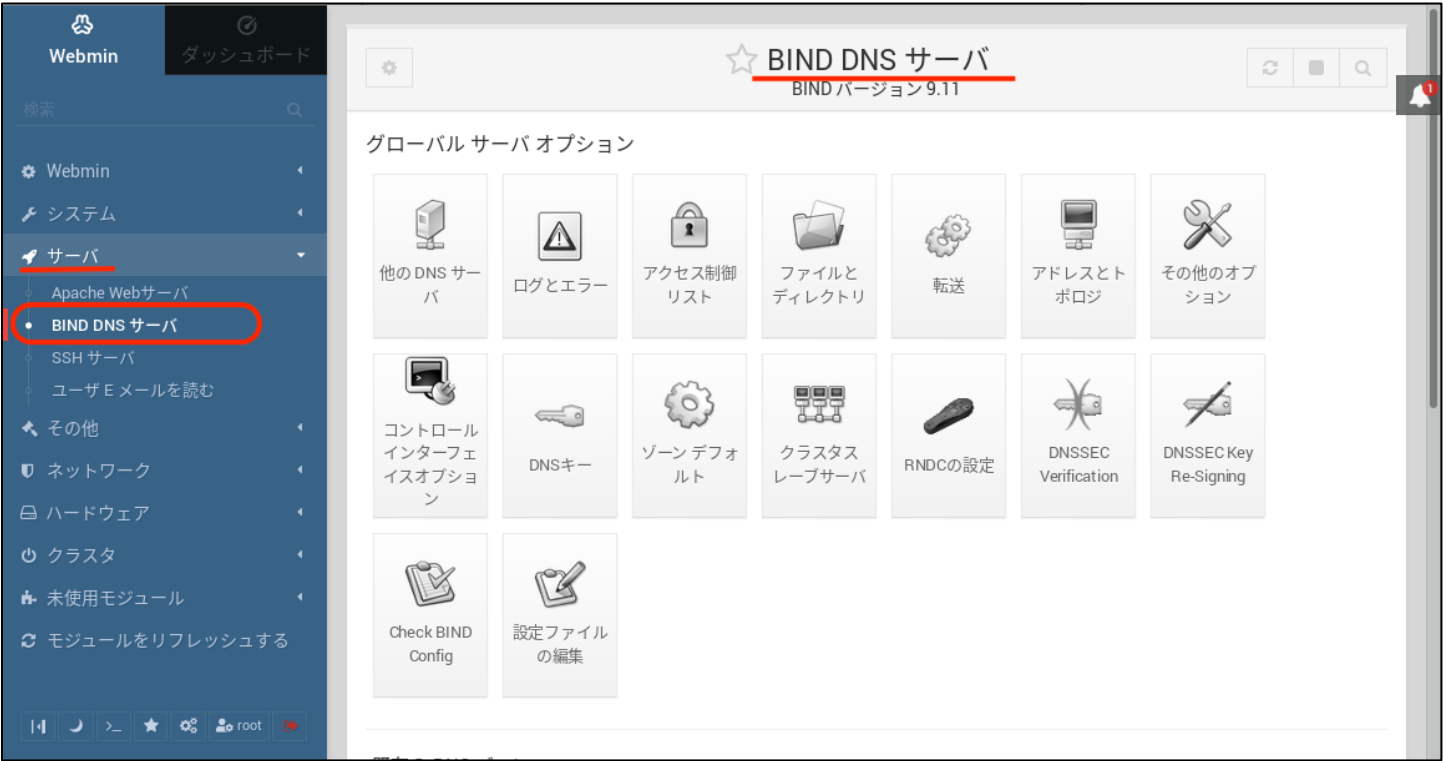 Webmin
ダッシュボード
検索
Webmin
システム
サーバ
Apache Webサーバ
BIND DNS サーバ
SSH サーバ
ユーザ E メールを読む
その他
ネットワーク
ハードウェア
クラスタ
未使用モジュール
モジュールをリフレッシュする
>_
root
BIND DNS サーバ
BIND バージョン 9.11
1
グローバル サーバ オプション
他の DNS サー
バ
ログとエラー
アクセス制御
リスト
ファイルと
ディレクトリ
転送
アドレスとト
ポロジ
その他のオプ
ション
コントロール
インターフェ
イスオプショ
ン
DNSキー
ゾーン デフォ
ルト
クラスタス
レーブサーバ
RNDCの設定
DNSSEC
Verification
DNSSEC Key
Re-Signing
Check BIND
Config
設定ファイル
の編集